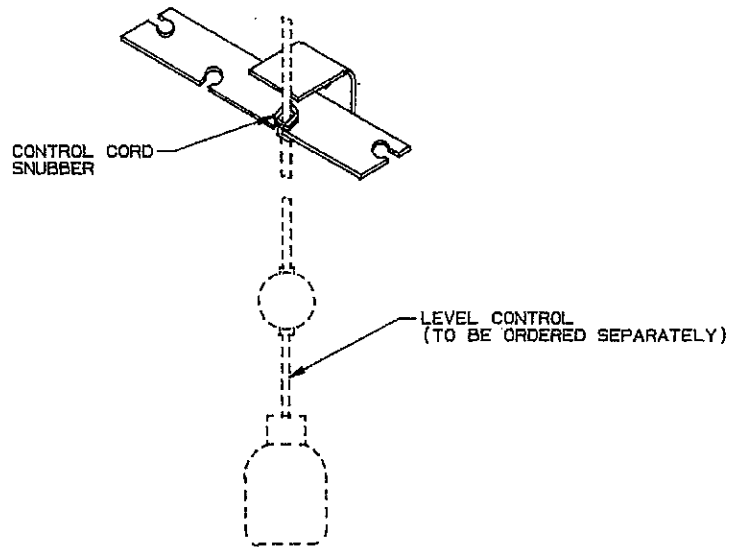 CONTROL CORD
SNUBBER
LEVEL CONTROL
(TO BE ORDERED SEPARATELY)